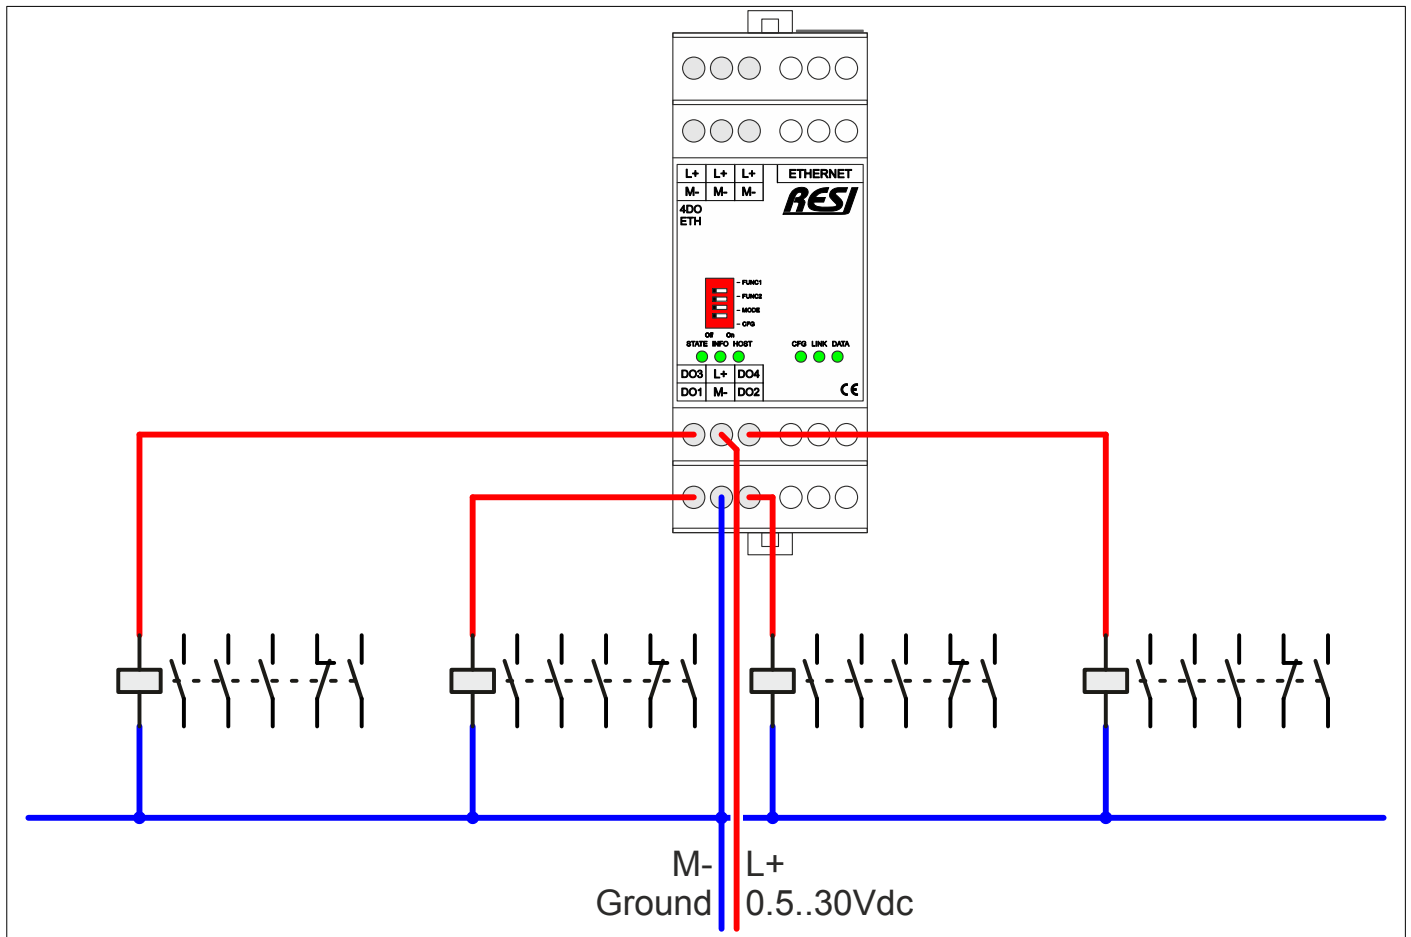 L+ L+ L+ ETHERNET
M- M- M- RESI
4DO
ETH
- FUNC1
- FUNC2
- MODE
- CFG
Off On
STATE INFO HOST CFG LINK DATA
DO3 L+ DO4
DO1 M- DO2 CE
M- L+
Ground 0.5..30Vdc